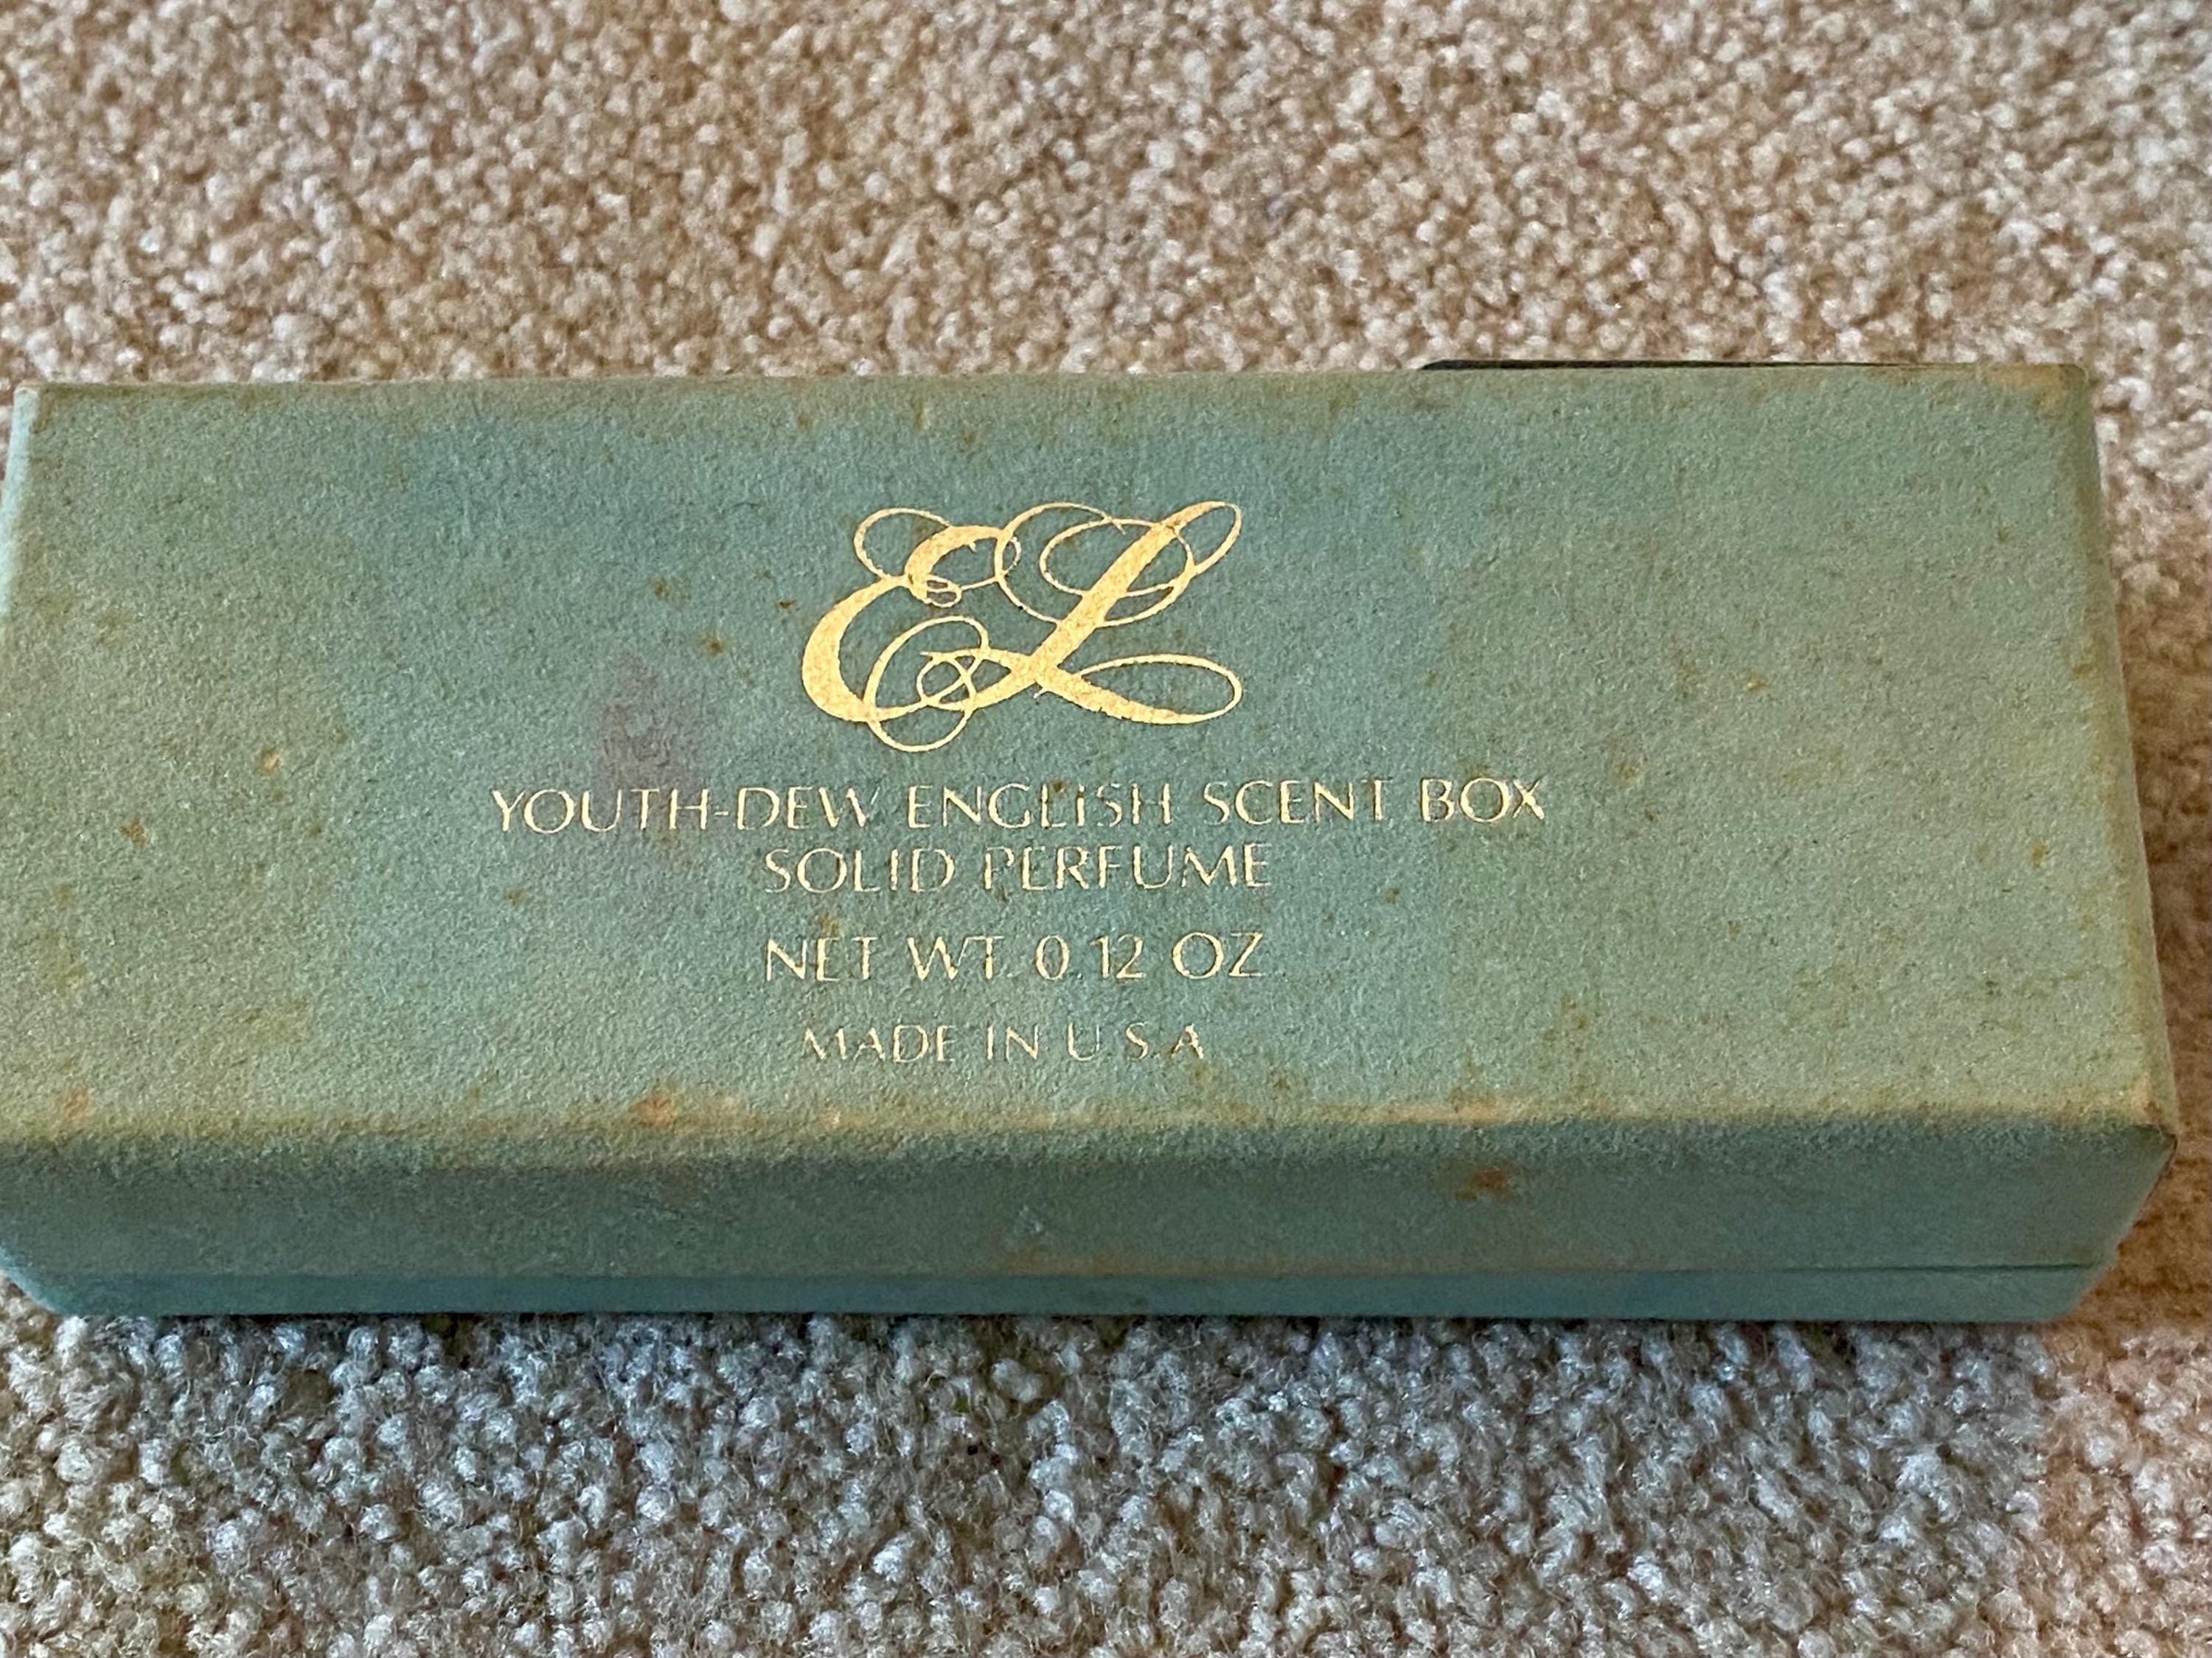 EL
YOUTH-DEW ENGLISH SCENT BOX
SOLID PERFUME
NET WT. 0.12 OZ
MADE IN U.S.A